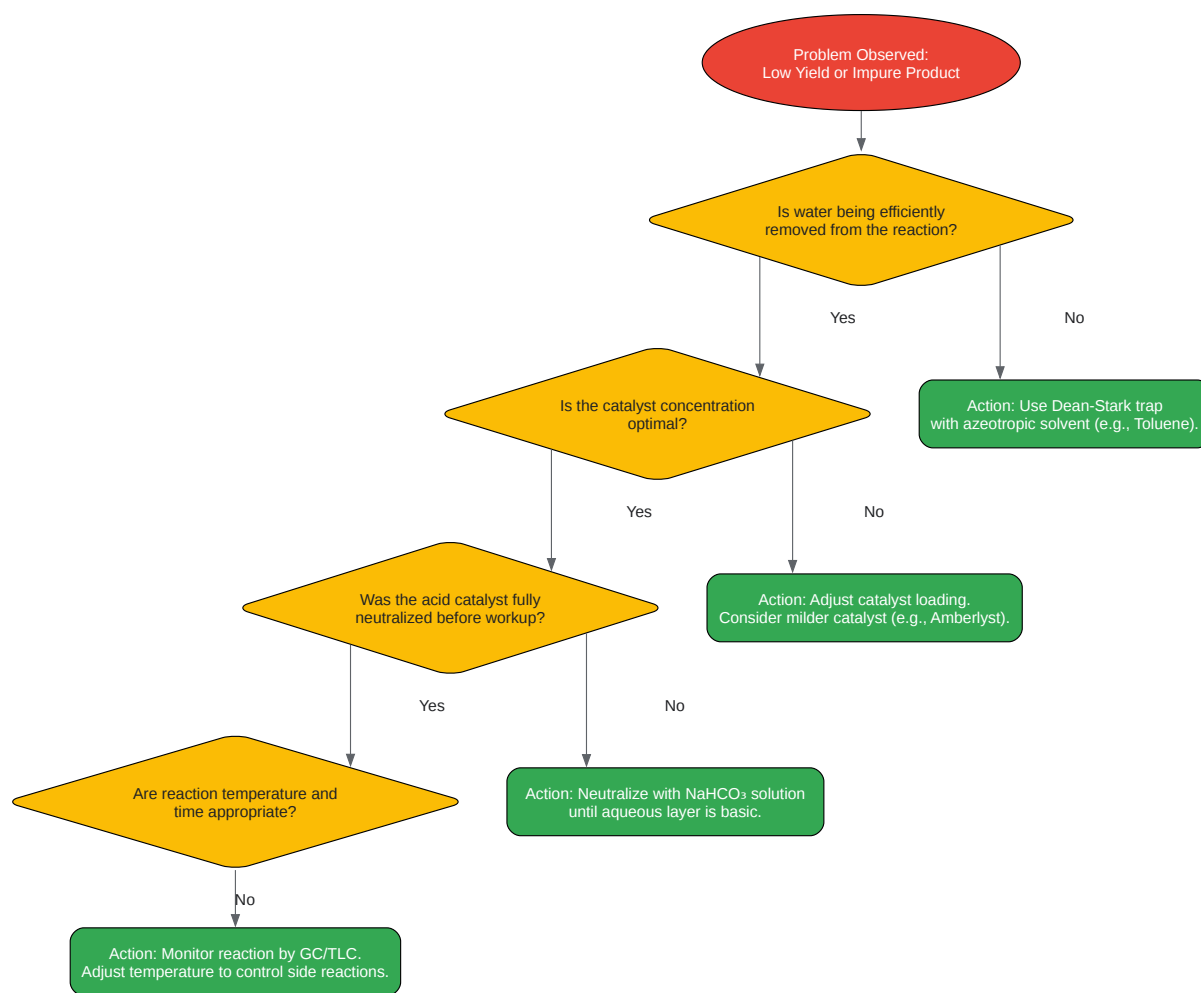 Problem Observed:
Low Yield or Impure Product
Is water being efficiently
removed from the reaction?
Yes
No
Is the catalyst concentration
optimal?
Action: Use Dean-Stark trap
with azeotropic solvent (e.g., Toluene).
Yes
No
Was the acid catalyst fully
neutralized before workup?
Action: Adjust catalyst loading.
Consider milder catalyst (e.g., Amberlyst).
Yes
No
Are reaction temperature and
time appropriate?
Action: Neutralize with NaHCO₃ solution
until aqueous layer is basic.
No
Action: Monitor reaction by GC/TLC.
Adjust temperature to control side reactions.